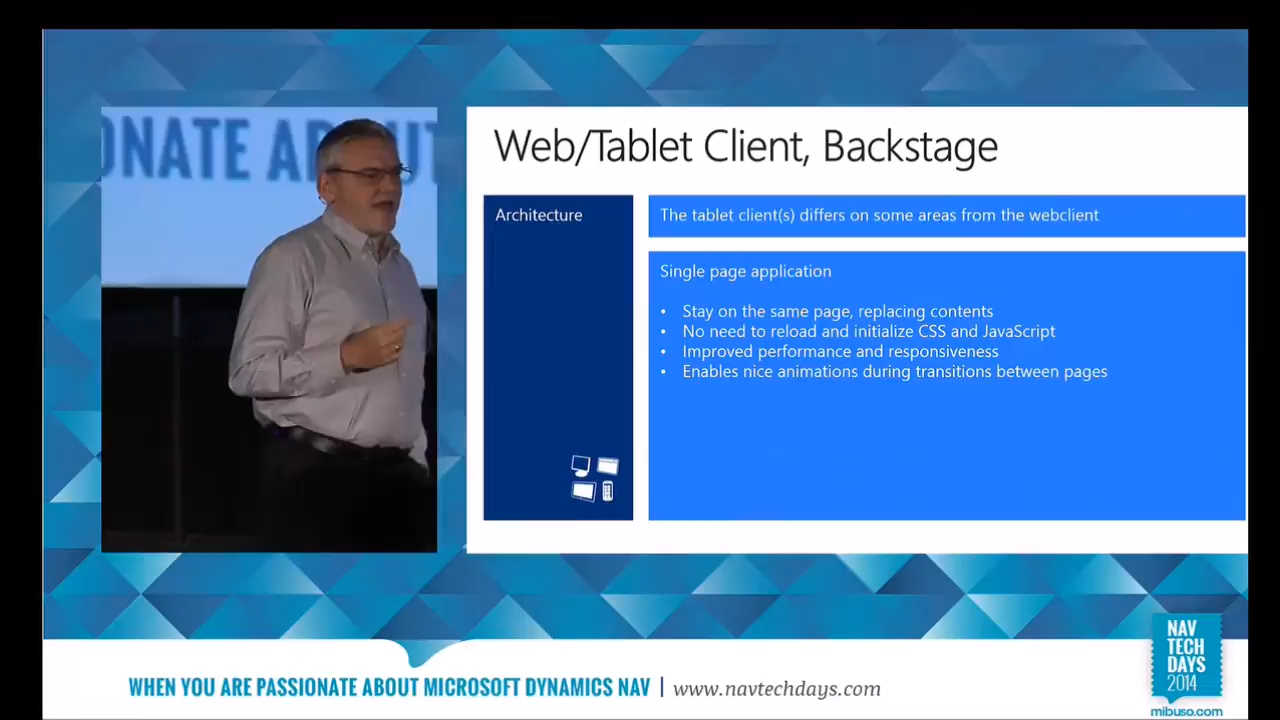 ONATE ABOUT
Web/Tablet Client, Backstage
Architecture
The tablet client(s) differs on some areas from the webclient
Single page application
• Stay on the same page, replacing contents
• No need to reload and initialize CSS and JavaScript
• Improved performance and responsiveness
• Enables nice animations during transitions between pages
WHEN YOU ARE PASSIONATE ABOUT MICROSOFT DYNAMICS NAV | www.navtechdays.com
NAV
TECH
DAYS
2014
mibuso.com